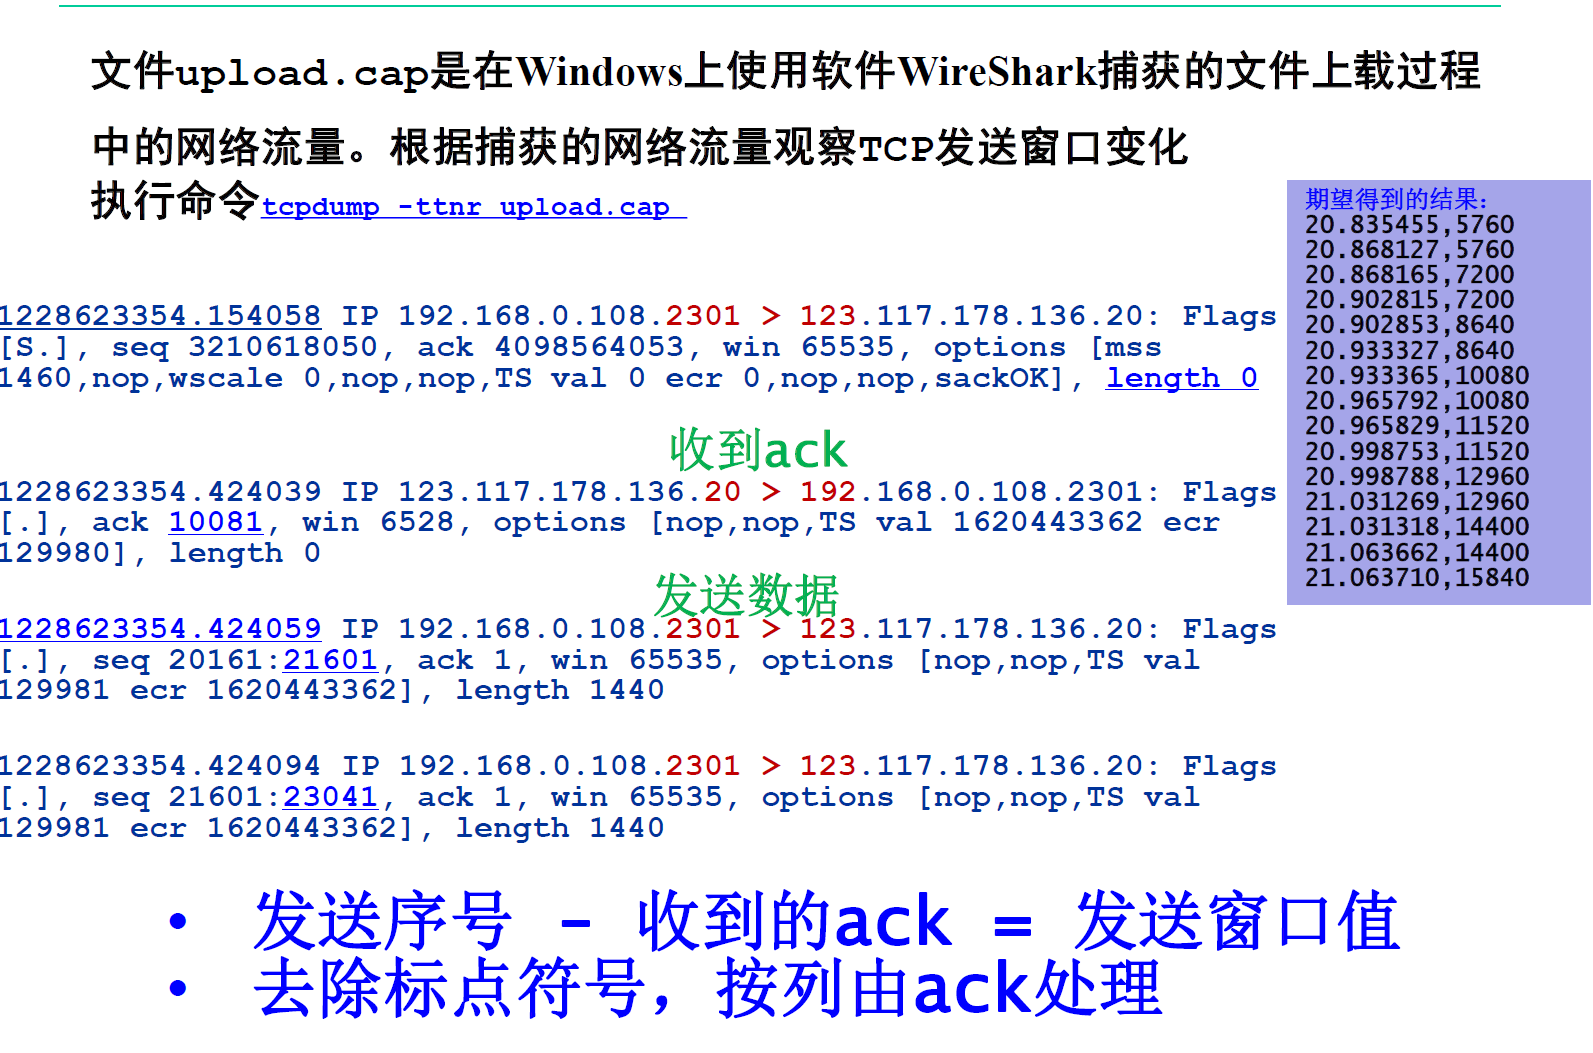 文件upload.cap是在Windows上使用软件WireShark捕获的文件上载过程
中的网络流量。根据捕获的网络流量观察TCP发送窗口变化
执行命令tcpdump -ttnr upload.cap
期望得到的结果:
20.835455,5760
20.868127,5760
20.868165,7200
20.902815,7200
20.902853,8640
20.933327,8640
20.933365,10080
20.965792,10080
20.965829,11520
20.998753,11520
20.998788,12960
21.031269,12960
21.031318,14400
21.063662,14400
21.063710,15840
1228623354.154058 IP 192.168.0.108.2301 > 123.117.178.136.20: Flags
[S.], seq 3210618050, ack 4098564053, win 65535, options [mss
1460,nop,wscale 0,nop,nop,TS val 0 ecr 0,nop,nop,sackOK], length 0
收到ack
1228623354.424039 IP 123.117.178.136.20 > 192.168.0.108.2301: Flags
[.], ack 10081, win 6528, options [nop,nop,TS val 1620443362 ecr
129980], length 0
发送数据
1228623354.424059 IP 192.168.0.108.2301 > 123.117.178.136.20: Flags
[.], seq 20161:21601, ack 1, win 65535, options [nop,nop,TS val
129981 ecr 1620443362], length 1440
1228623354.424094 IP 192.168.0.108.2301 > 123.117.178.136.20: Flags
[.], seq 21601:23041, ack 1, win 65535, options [nop,nop,TS val
129981 ecr 1620443362], length 1440
• 发送序号 - 收到的ack = 发送窗口值
• 去除标点符号，按列由ack处理